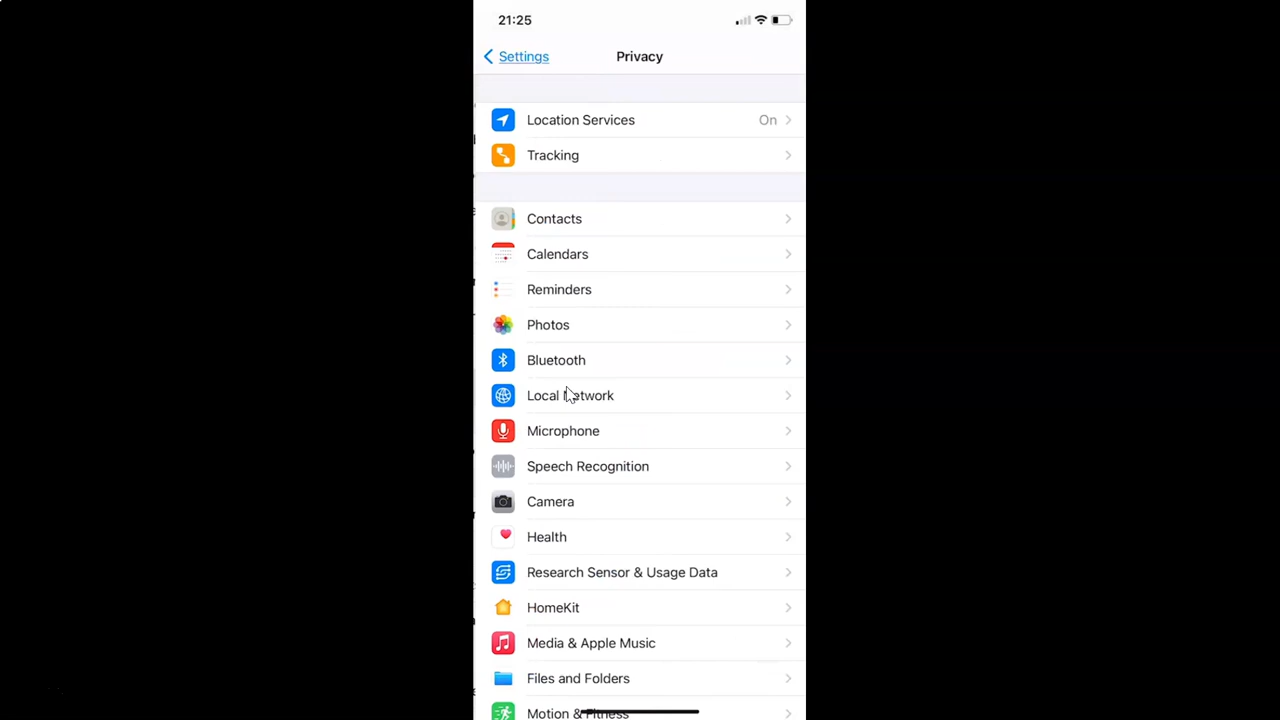 21:25
Settings
Privacy
Location Services
On
Tracking
Contacts
Calendars
Reminders
Photos
Bluetooth
Local Network
Microphone
Speech Recognition
Camera
Health
Research Sensor & Usage Data
HomeKit
Media & Apple Music
Files and Folders
Motion & Fitness